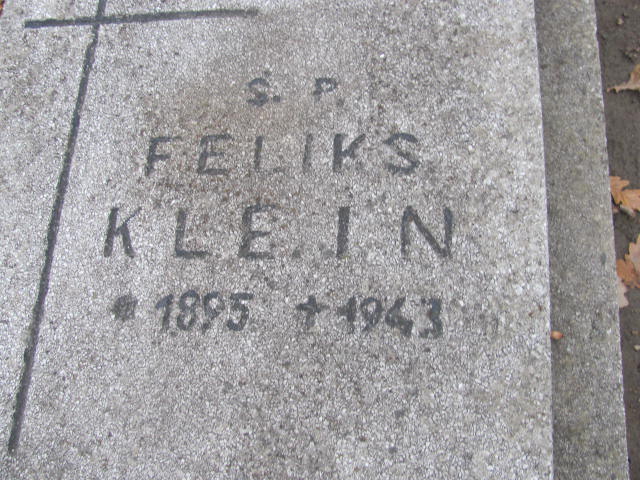 Ś. P.
FELIKS
KLEIN
* 1895 + 1943